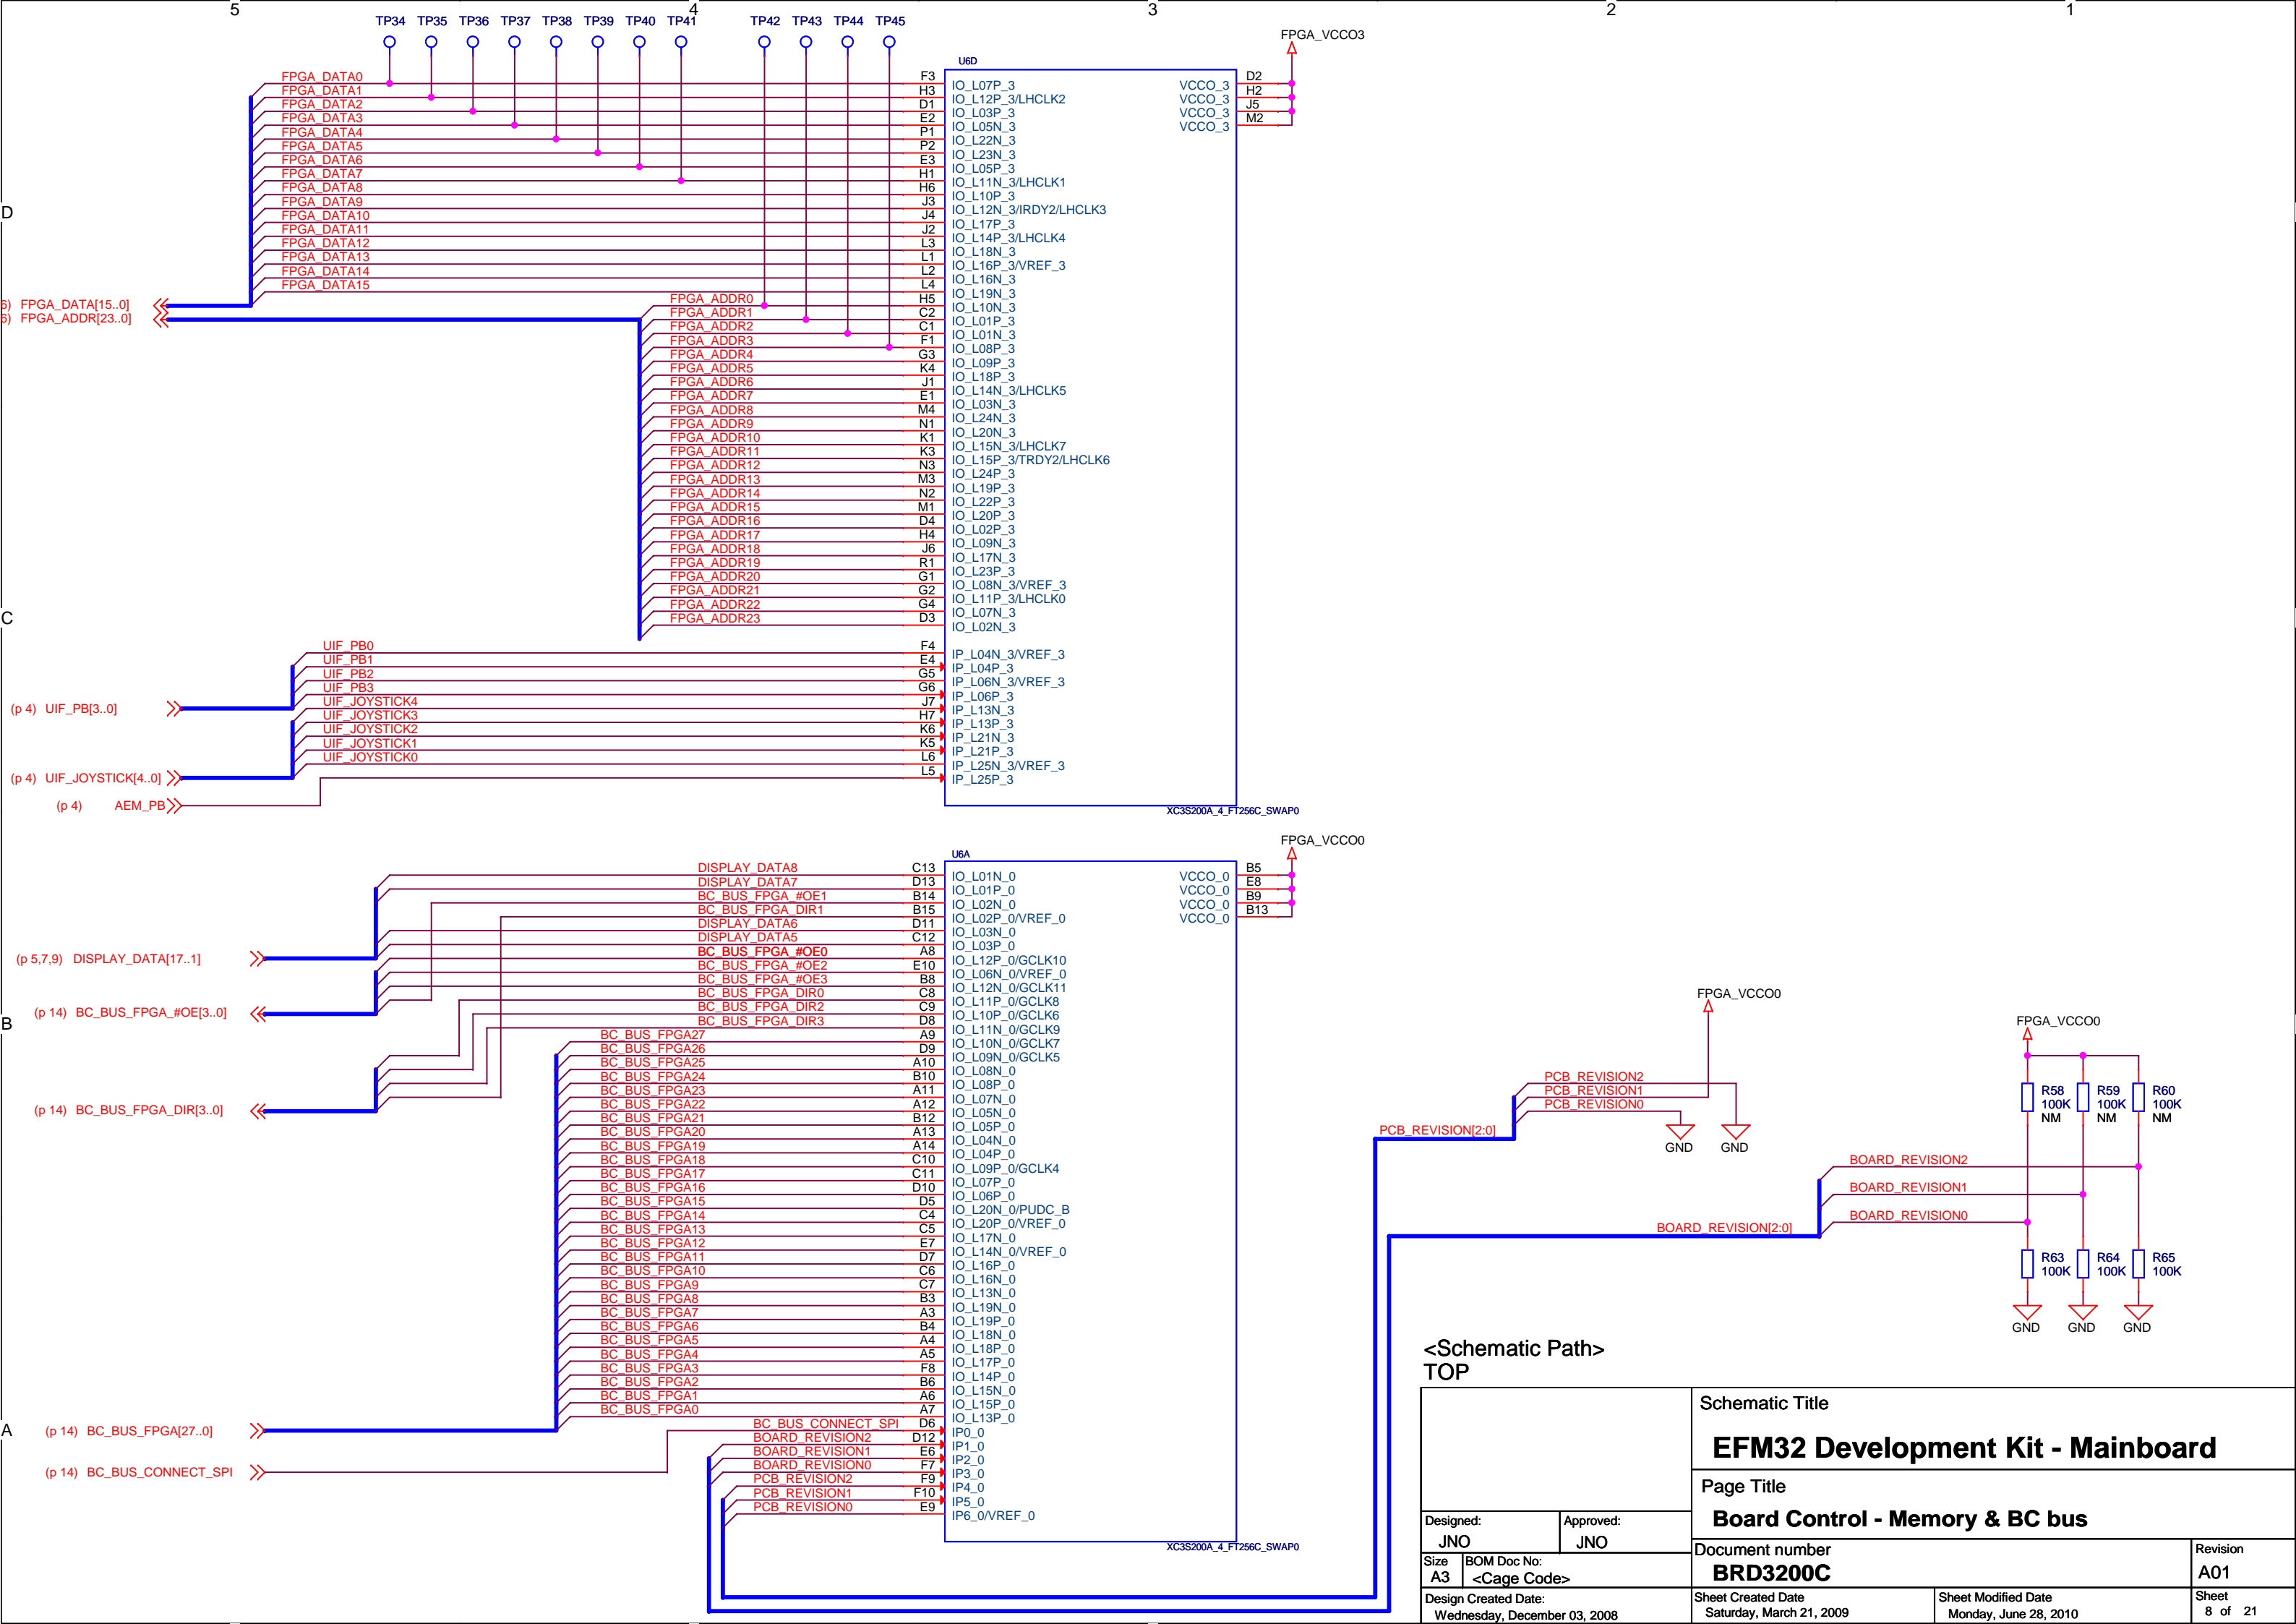 5 4 3 2 1
TP34 TP35 TP36 TP37 TP38 TP39 TP40 TP41 TP42 TP43 TP44 TP45
FPGA_VCCO3
U6D
FPGA_DATA0 F3 IO_L07P_3 VCCO_3 D2
FPGA_DATA1 H3 IO_L12P_3/LHCLK2 VCCO_3 H2
FPGA_DATA2 D1 IO_L03P_3 VCCO_3 J5
FPGA_DATA3 E2 IO_L05N_3 VCCO_3 M2
FPGA_DATA4 P1 IO_L22N_3
FPGA_DATA5 P2 IO_L23N_3
FPGA_DATA6 E3 IO_L05P_3
FPGA_DATA7 H1 IO_L11N_3/LHCLK1
FPGA_DATA8 H6 IO_L10P_3
D
FPGA_DATA9 J3 IO_L12N_3/IRDY2/LHCLK3
FPGA_DATA10 J4 IO_L17P_3
FPGA_DATA11 J2 IO_L14P_3/LHCLK4
FPGA_DATA12 L3 IO_L18N_3
FPGA_DATA13 L1 IO_L16P_3/VREF_3
FPGA_DATA14 L2 IO_L16N_3
FPGA_DATA15 L4 IO_L19N_3
6) FPGA_DATA[15..0]
6) FPGA_ADDR[23..0]
FPGA_ADDR0 H5 IO_L10N_3
FPGA_ADDR1 C2 IO_L01P_3
FPGA_ADDR2 C1 IO_L01N_3
FPGA_ADDR3 F1 IO_L08P_3
FPGA_ADDR4 G3 IO_L09P_3
FPGA_ADDR5 K4 IO_L18P_3
FPGA_ADDR6 J1 IO_L14N_3/LHCLK5
FPGA_ADDR7 E1 IO_L03N_3
FPGA_ADDR8 M4 IO_L24N_3
FPGA_ADDR9 N1 IO_L20N_3
FPGA_ADDR10 K1 IO_L15N_3/LHCLK7
FPGA_ADDR11 K3 IO_L15P_3/TRDY2/LHCLK6
FPGA_ADDR12 N3 IO_L24P_3
FPGA_ADDR13 M3 IO_L19P_3
FPGA_ADDR14 N2 IO_L22P_3
FPGA_ADDR15 M1 IO_L20P_3
FPGA_ADDR16 D4 IO_L02P_3
FPGA_ADDR17 H4 IO_L09N_3
FPGA_ADDR18 J6 IO_L17N_3
FPGA_ADDR19 R1 IO_L23P_3
FPGA_ADDR20 G1 IO_L08N_3/VREF_3
FPGA_ADDR21 G2 IO_L11P_3/LHCLK0
FPGA_ADDR22 G4 IO_L07N_3
FPGA_ADDR23 D3 IO_L02N_3
C
UIF_PB0 F4 IP_L04N_3/VREF_3
UIF_PB1 E4 IP_L04P_3
UIF_PB2 G5 IP_L06N_3/VREF_3
UIF_PB3 G6 IP_L06P_3
(p 4) UIF_PB[3..0]
UIF_JOYSTICK4 J7 IP_L13N_3
UIF_JOYSTICK3 H7 IP_L13P_3
UIF_JOYSTICK2 K6 IP_L21N_3
UIF_JOYSTICK1 K5 IP_L21P_3
UIF_JOYSTICK0 L6 IP_L25N_3/VREF_3
L5 IP_L25P_3
(p 4) UIF_JOYSTICK[4..0]
(p 4) AEM_PB
XC3S200A_4_FT256C_SWAP0
FPGA_VCCO0
U6A
DISPLAY_DATA8 C13 IO_L01N_0 VCCO_0 B5
DISPLAY_DATA7 D13 IO_L01P_0 VCCO_0 E8
BC_BUS_FPGA_#OE1 B14 IO_L02N_0 VCCO_0 B9
BC_BUS_FPGA_DIR1 B15 IO_L02P_0/VREF_0 VCCO_0 B13
DISPLAY_DATA6 D11 IO_L03N_0
DISPLAY_DATA5 C12 IO_L03P_0
BC_BUS_FPGA_#OE0 A8 IO_L12P_0/GCLK10
(p 5,7,9) DISPLAY_DATA[17..1]
BC_BUS_FPGA_#OE2 E10 IO_L06N_0/VREF_0
BC_BUS_FPGA_#OE3 B8 IO_L12N_0/GCLK11
BC_BUS_FPGA_DIR0 C8 IO_L11P_0/GCLK8
BC_BUS_FPGA_DIR2 C9 IO_L10P_0/GCLK6
(p 14) BC_BUS_FPGA_#OE[3..0]
B
BC_BUS_FPGA_DIR3 D8 IO_L11N_0/GCLK9
BC_BUS_FPGA27 A9 IO_L10N_0/GCLK7
BC_BUS_FPGA26 D9 IO_L09N_0/GCLK5
BC_BUS_FPGA25 A10 IO_L08N_0
BC_BUS_FPGA24 B10 IO_L08P_0
BC_BUS_FPGA23 A11 IO_L07N_0
BC_BUS_FPGA22 A12 IO_L05N_0
(p 14) BC_BUS_FPGA_DIR[3..0]
BC_BUS_FPGA21 B12 IO_L05P_0
BC_BUS_FPGA20 A13 IO_L04N_0
BC_BUS_FPGA19 A14 IO_L04P_0
BC_BUS_FPGA18 C10 IO_L09P_0/GCLK4
BC_BUS_FPGA17 C11 IO_L07P_0
BC_BUS_FPGA16 D10 IO_L06P_0
BC_BUS_FPGA15 D5 IO_L20N_0/PUDC_B
BC_BUS_FPGA14 C4 IO_L20P_0/VREF_0
BC_BUS_FPGA13 C5 IO_L17N_0
BC_BUS_FPGA12 E7 IO_L14N_0/VREF_0
BC_BUS_FPGA11 D7 IO_L16P_0
BC_BUS_FPGA10 C6 IO_L16N_0
BC_BUS_FPGA9 C7 IO_L13N_0
BC_BUS_FPGA8 B3 IO_L19N_0
BC_BUS_FPGA7 A3 IO_L19P_0
BC_BUS_FPGA6 B4 IO_L18N_0
BC_BUS_FPGA5 A4 IO_L18P_0
BC_BUS_FPGA4 A5 IO_L17P_0
BC_BUS_FPGA3 F8 IO_L14P_0
BC_BUS_FPGA2 B6 IO_L15N_0
BC_BUS_FPGA1 A6 IO_L15P_0
BC_BUS_FPGA0 A7 IO_L13P_0
A
(p 14) BC_BUS_FPGA[27..0]
BC_BUS_CONNECT_SPI D6 IP0_0
BOARD_REVISION2 D12 IP1_0
BOARD_REVISION1 E6 IP2_0
BOARD_REVISION0 F7 IP3_0
(p 14) BC_BUS_CONNECT_SPI
PCB_REVISION2 F9 IP4_0
PCB_REVISION1 F10 IP5_0
PCB_REVISION0 E9 IP6_0/VREF_0
XC3S200A_4_FT256C_SWAP0
FPGA_VCCO0
FPGA_VCCO0
PCB_REVISION2
PCB_REVISION1
PCB_REVISION0
PCB_REVISION[2:0]
GND GND
R58 R59 R60
100K 100K 100K
NM NM NM
BOARD_REVISION2
BOARD_REVISION1
BOARD_REVISION0
BOARD_REVISION[2:0]
R63 R64 R65
100K 100K 100K
GND GND GND
<Schematic Path>
TOP
Schematic Title
EFM32 Development Kit - Mainboard
Page Title
Board Control - Memory & BC bus
Designed: Approved:
JNO JNO
Document number Revision
BRD3200C A01
Size BOM Doc No:
A3 <Cage Code>
Design Created Date: Sheet Created Date Sheet Modified Date Sheet
Wednesday, December 03, 2008 Saturday, March 21, 2009 Monday, June 28, 2010 8 of 21